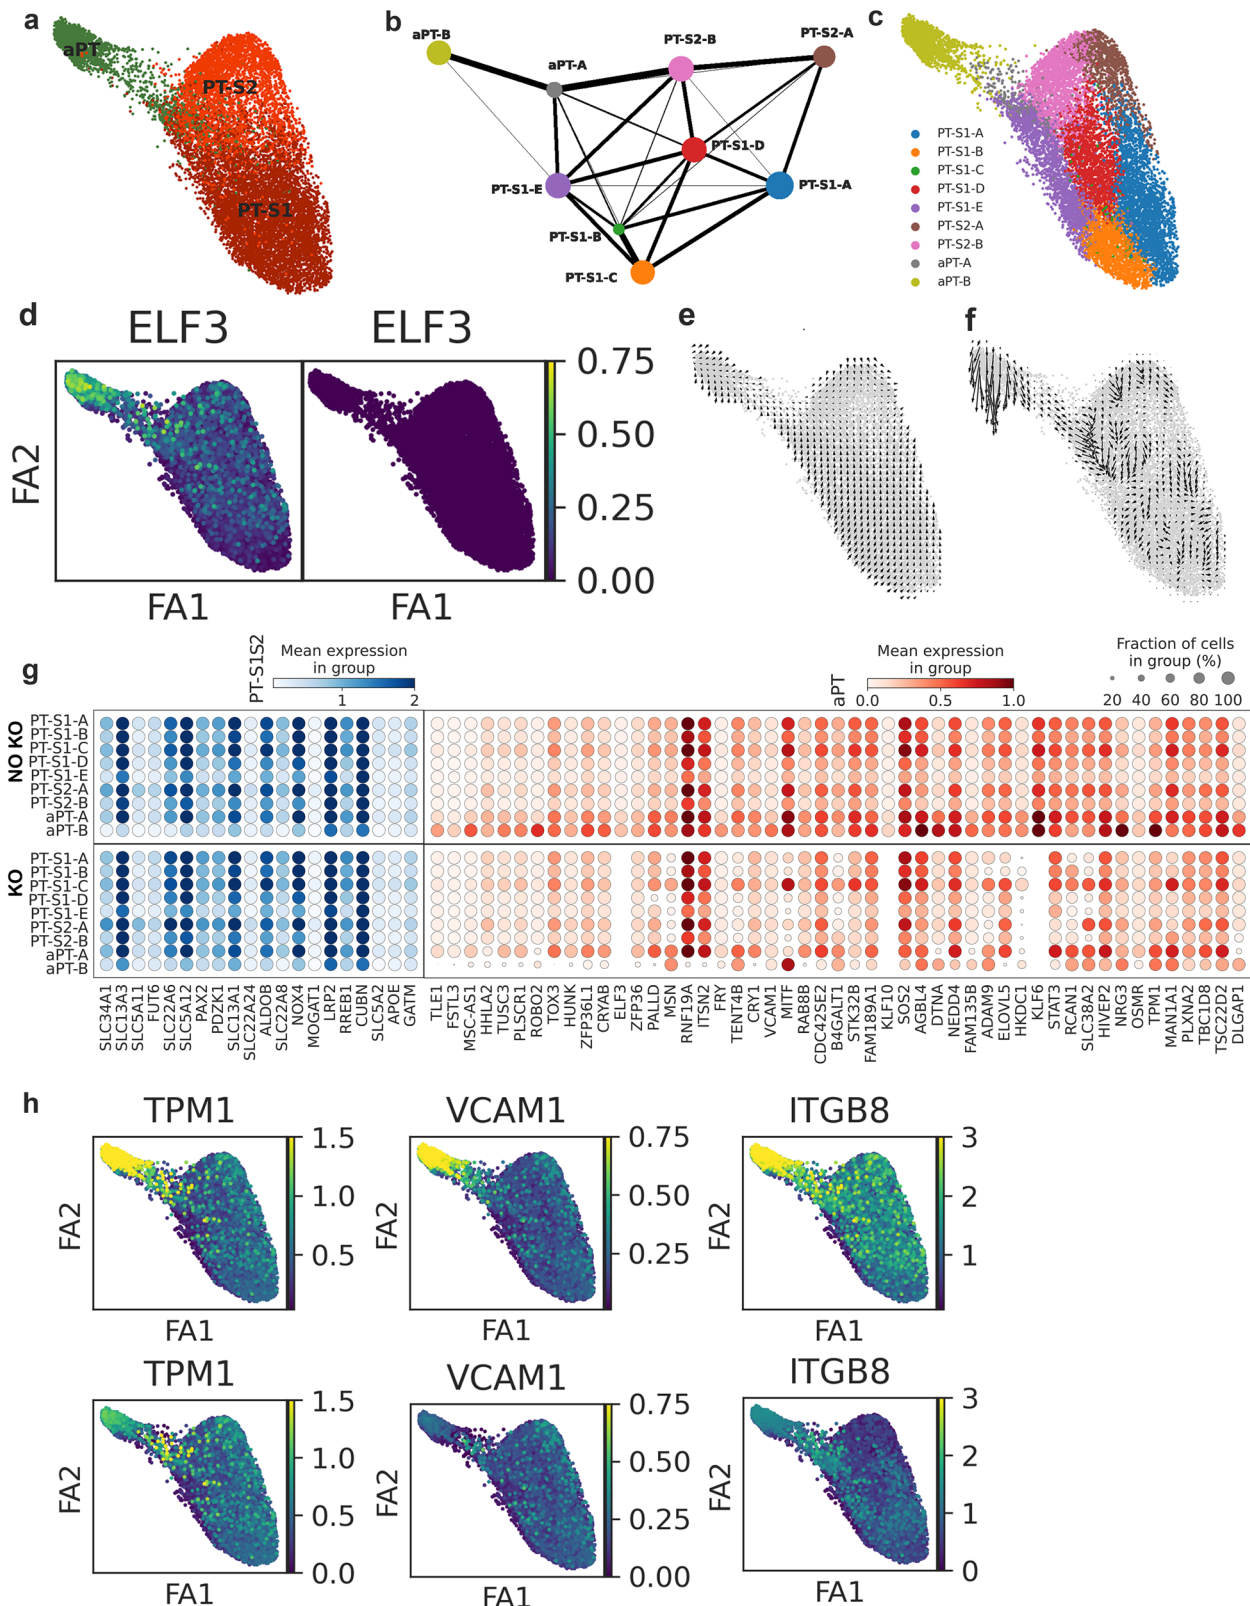 a
aPT
PT-S2
PT-S1
b
aPT-B
aPT-A
PT-S2-B
PT-S2-A
PT-S1-D
PT-S1-E
PT-S1-A
PT-S1-B
PT-S1-C
c
PT-S1-A
PT-S1-B
PT-S1-C
PT-S1-D
PT-S1-E
PT-S2-A
PT-S2-B
aPT-A
aPT-B
d
ELF3
ELF3
FA2
FA1
FA1
0.75
0.50
0.25
0.00
e
f
g
PT-S1S2
Mean expression
in group
1
2
aPT
Mean expression
in group
0.0
0.5
1.0
Fraction of cells
in group (%)
20 40 60 80 100
NO KO
PT-S1-A
PT-S1-B
PT-S1-C
PT-S1-D
PT-S1-E
PT-S2-A
PT-S2-B
aPT-A
aPT-B
KO
PT-S1-A
PT-S1-B
PT-S1-C
PT-S1-D
PT-S1-E
PT-S2-A
PT-S2-B
aPT-A
aPT-B
SLC34A1
SLC13A3
SLC5A11
FUT6
SLC22A6
SLC5A12
PAX2
PDZK1
SLC13A1
SLC22A24
ALDOB
SLC22A8
NOX4
MOGAT1
LRP2
RREB1
CUBN
SLC5A2
APOE
GATM
TLE1
FSTL3
MSC-AS1
HHLA2
TUSC3
PLSCR1
ROBO2
TOX3
HUNK
ZFP36L1
CRYAB
ELF3
ZFP36
PALLD
MSN
RNF19A
ITSN2
FRY
TENT4B
CRY1
VCAM1
MITF
RAB8B
CDC42SE2
B4GALT1
STK32B
FAM189A1
KLF10
SOS2
AGBL4
DTNA
NEDD4
FAM135B
ADAM9
ELOVL5
HKDC1
KLF6
STAT3
RCAN1
SLC38A2
HIVEP2
NRG3
OSMR
TPM1
MAN1A1
PLXNA2
TBC1D8
TSC22D2
DLGAP1
h
TPM1
FA2
FA1
1.5
1.0
0.5
VCAM1
FA2
FA1
0.75
0.50
0.25
ITGB8
FA2
FA1
3
2
1
TPM1
FA2
FA1
1.5
1.0
0.5
0.0
VCAM1
FA2
FA1
0.75
0.50
0.25
0.00
ITGB8
FA2
FA1
3
2
1
0